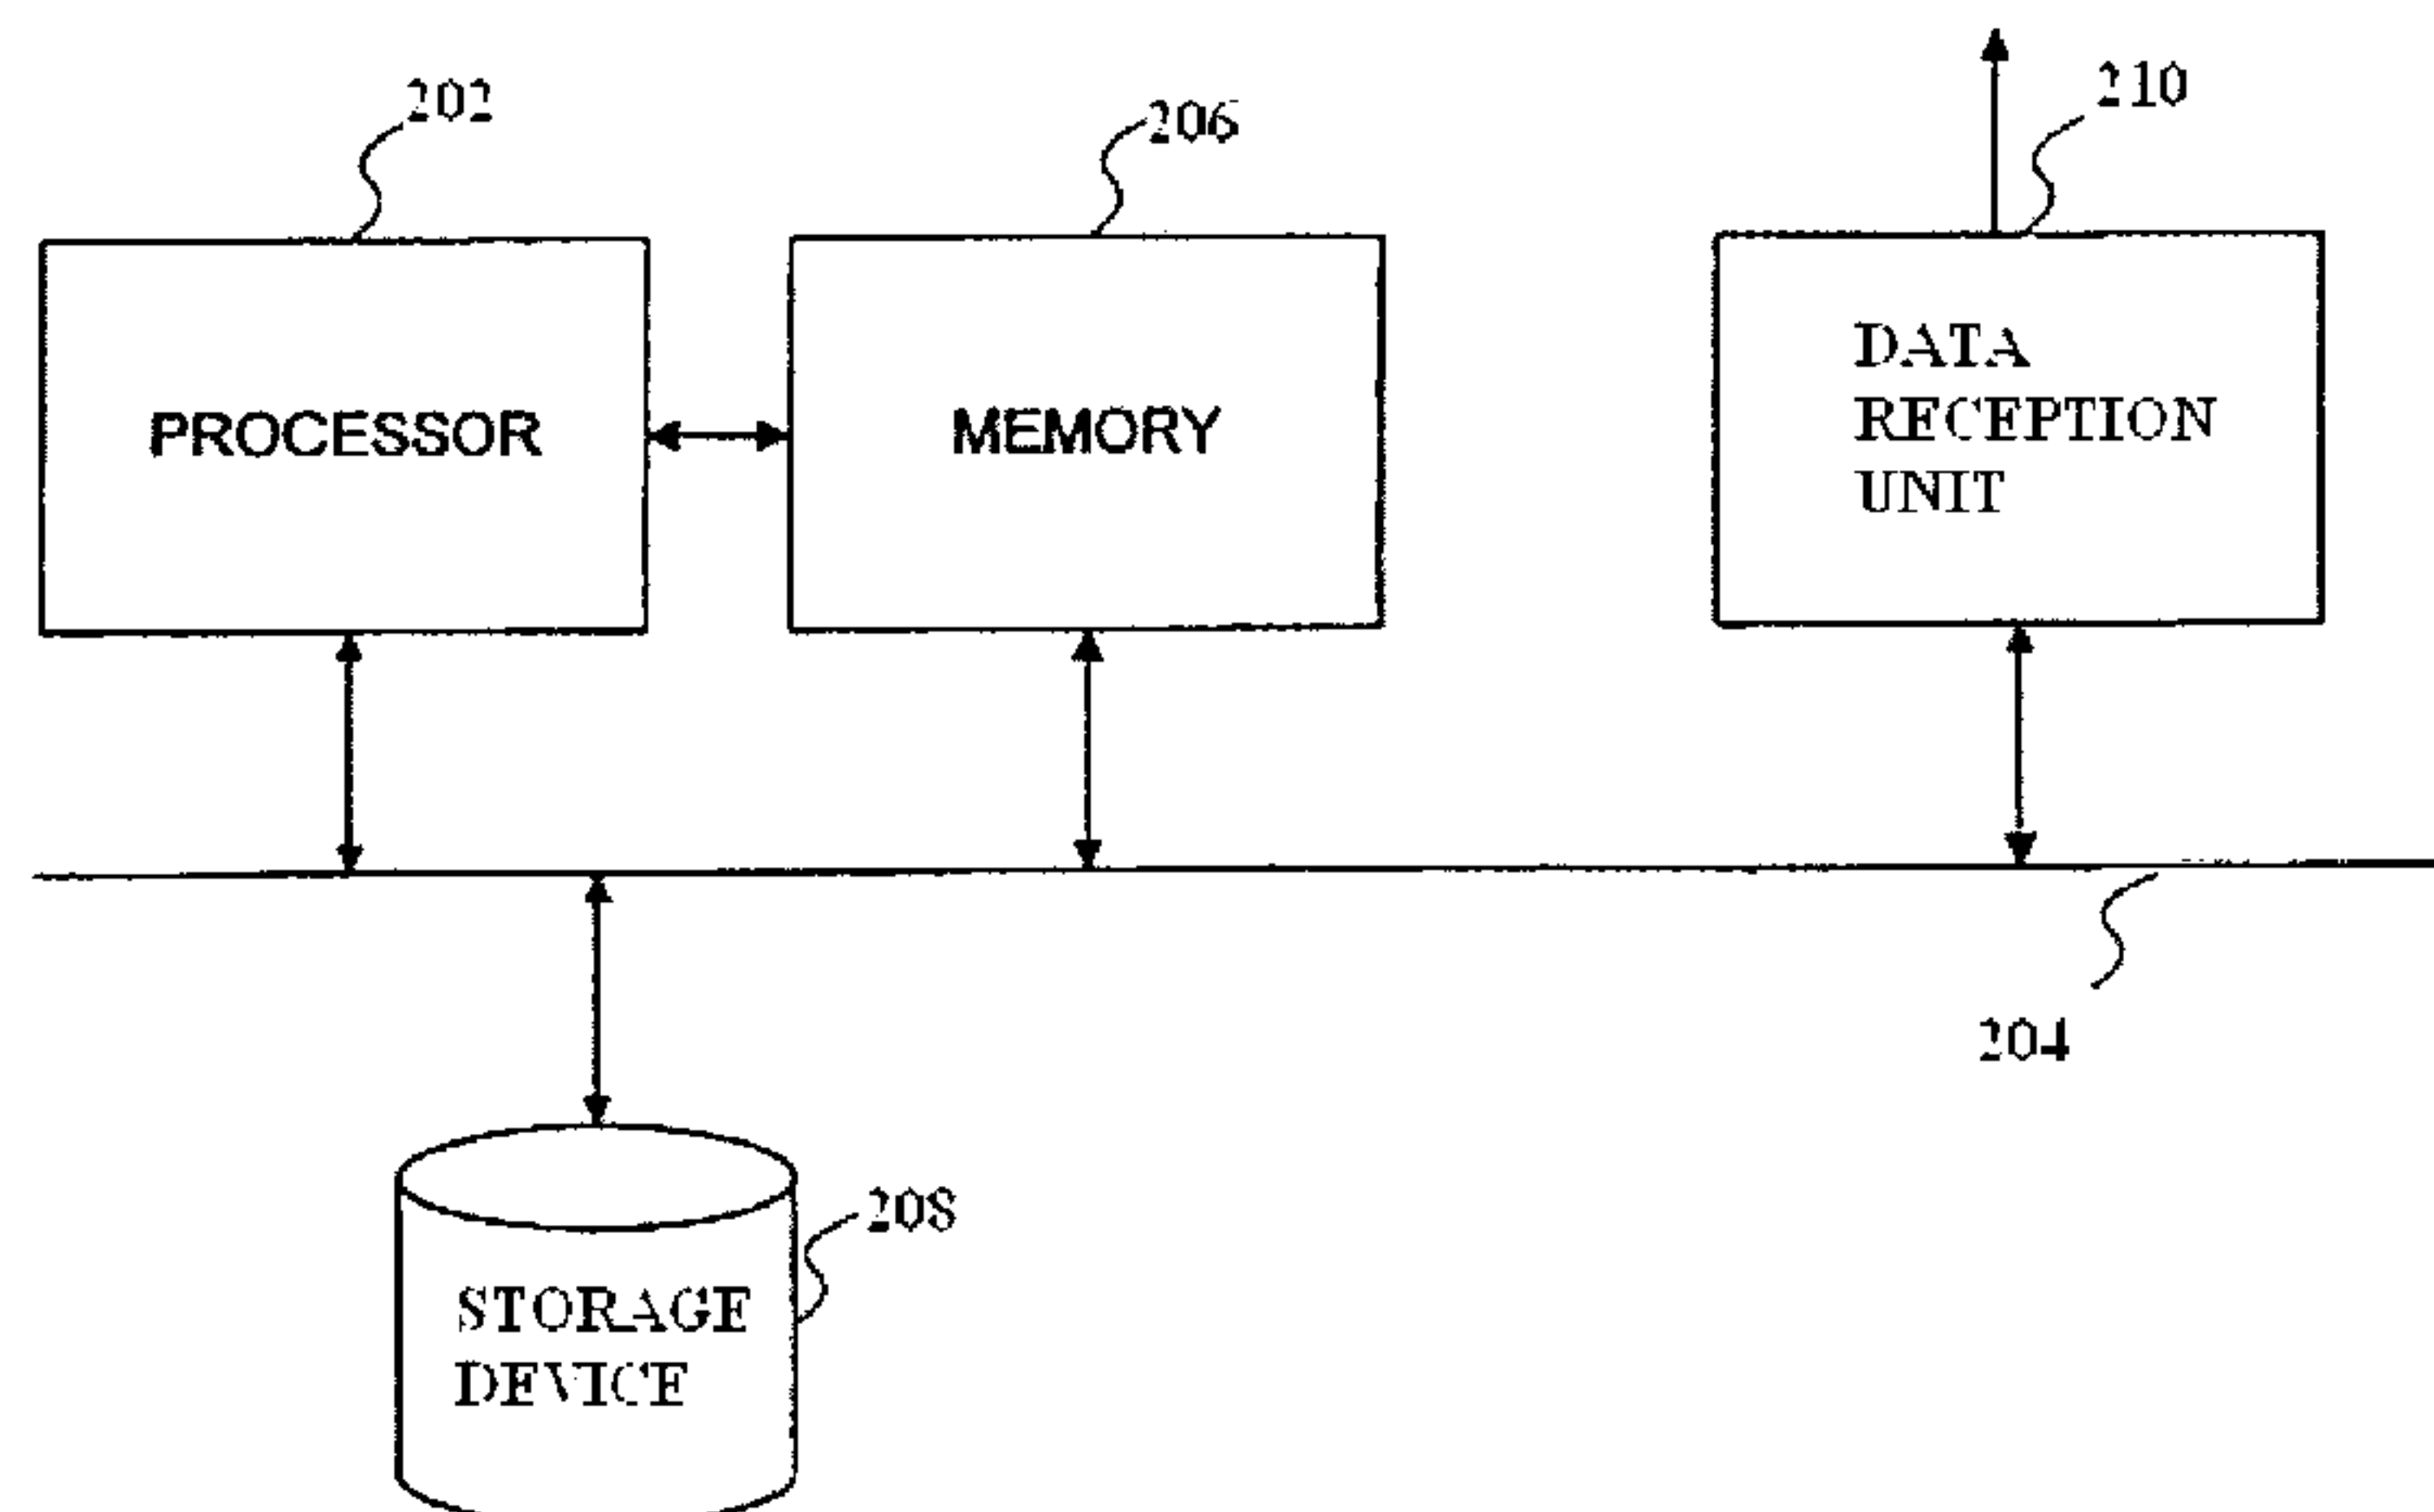 202
206
210
PROCESSOR
MEMORY
DATA
RECEPTION
UNIT
204
208
STORAGE
DEVICE